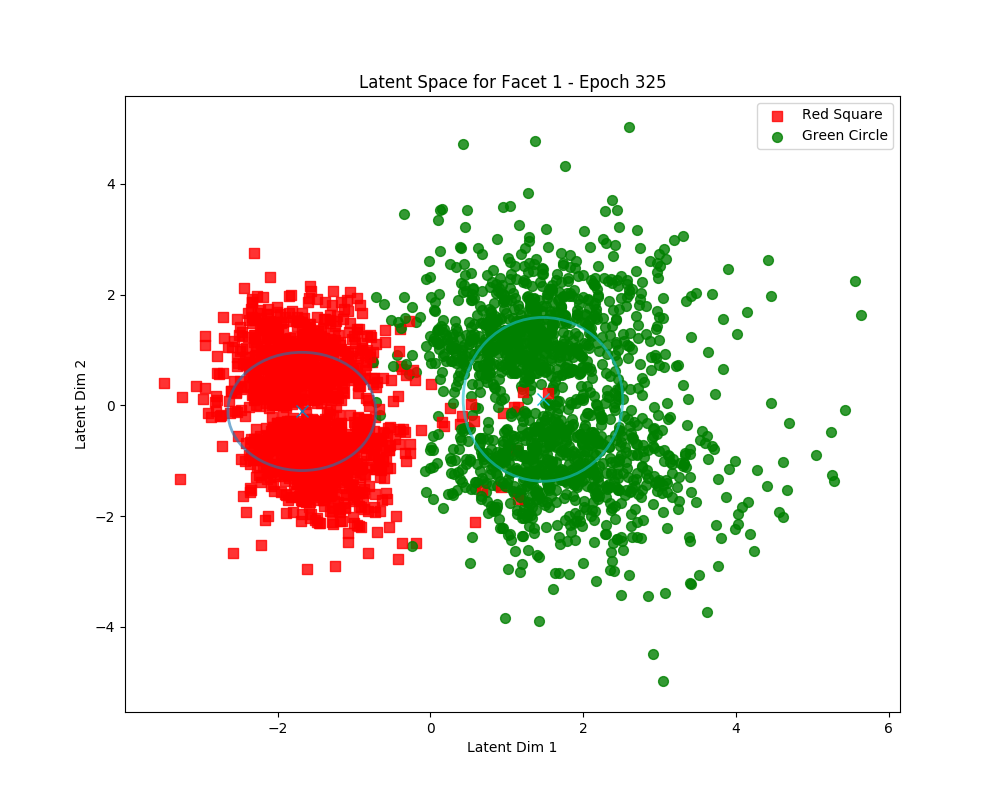 Latent Space for Facet 1 - Epoch 325
Red Square
Green Circle
Latent Dim 2
4
2
0
−2
−4
−2
0
2
4
6
Latent Dim 1